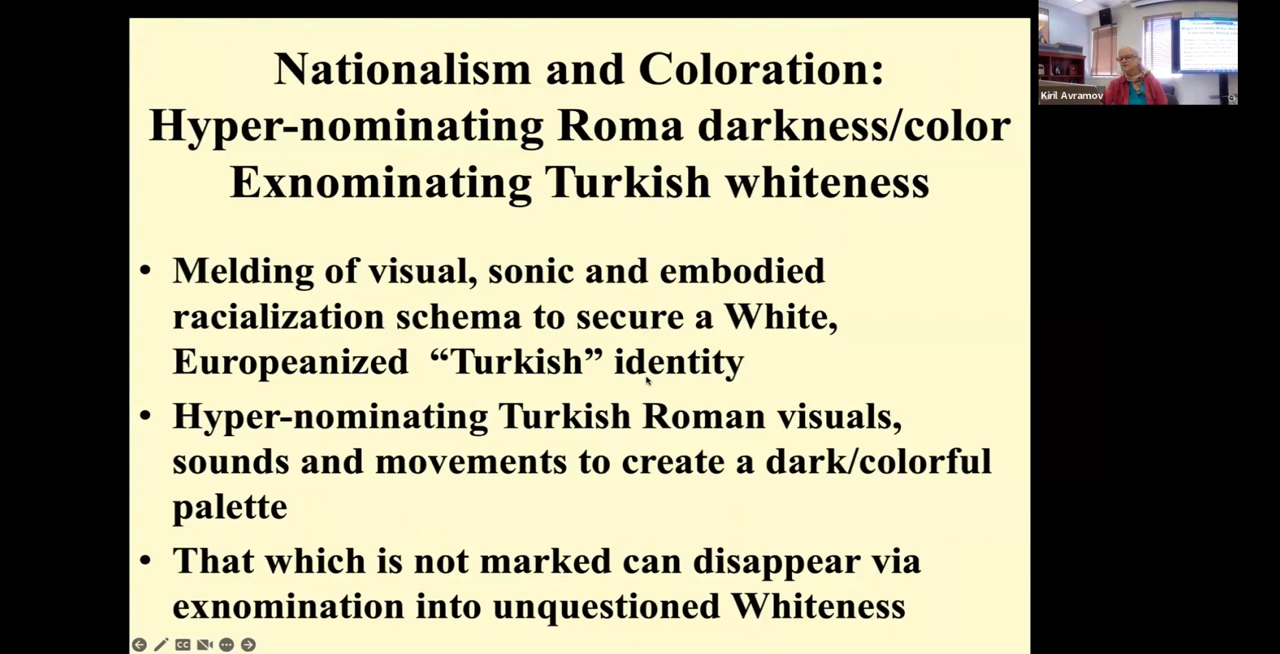 Nationalism and Coloration:
Hyper-nominating Roma darkness/color
Exnominating Turkish whiteness
• Melding of visual, sonic and embodied
racialization schema to secure a White,
Europeanized “Turkish” identity
• Hyper-nominating Turkish Roman visuals,
sounds and movements to create a dark/colorful
palette
• That which is not marked can disappear via
exnomination into unquestioned Whiteness
Kiril Avramov
CC